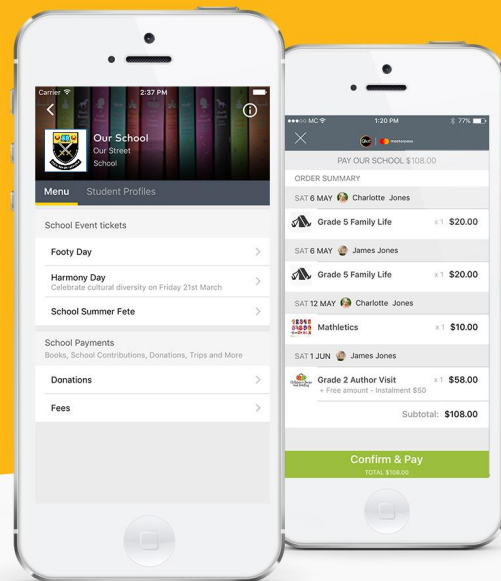 Carrier 2:37 PM
Our School
Our Street
School
Menu Student Profiles
School Event tickets
Footy Day
Harmony Day
Celebrate cultural diversity on Friday 21st March
School Summer Fete
School Payments
Books, School Contributions, Donations, Trips and More
Donations
Fees
MC 1:20 PM 77%
Qkr! masterpass
PAY OUR SCHOOL $108.00
ORDER SUMMARY
SAT 6 MAY Charlotte Jones
Grade 5 Family Life x 1 $20.00
SAT 6 MAY James Jones
Grade 5 Family Life x 1 $20.00
SAT 12 MAY Charlotte Jones
Mathletics x 1 $10.00
SAT 1 JUN James Jones
Grade 2 Author Visit x 1 $58.00
+ Free amount - Instalment $50
Subtotal: $108.00
Confirm & Pay
TOTAL $108.00